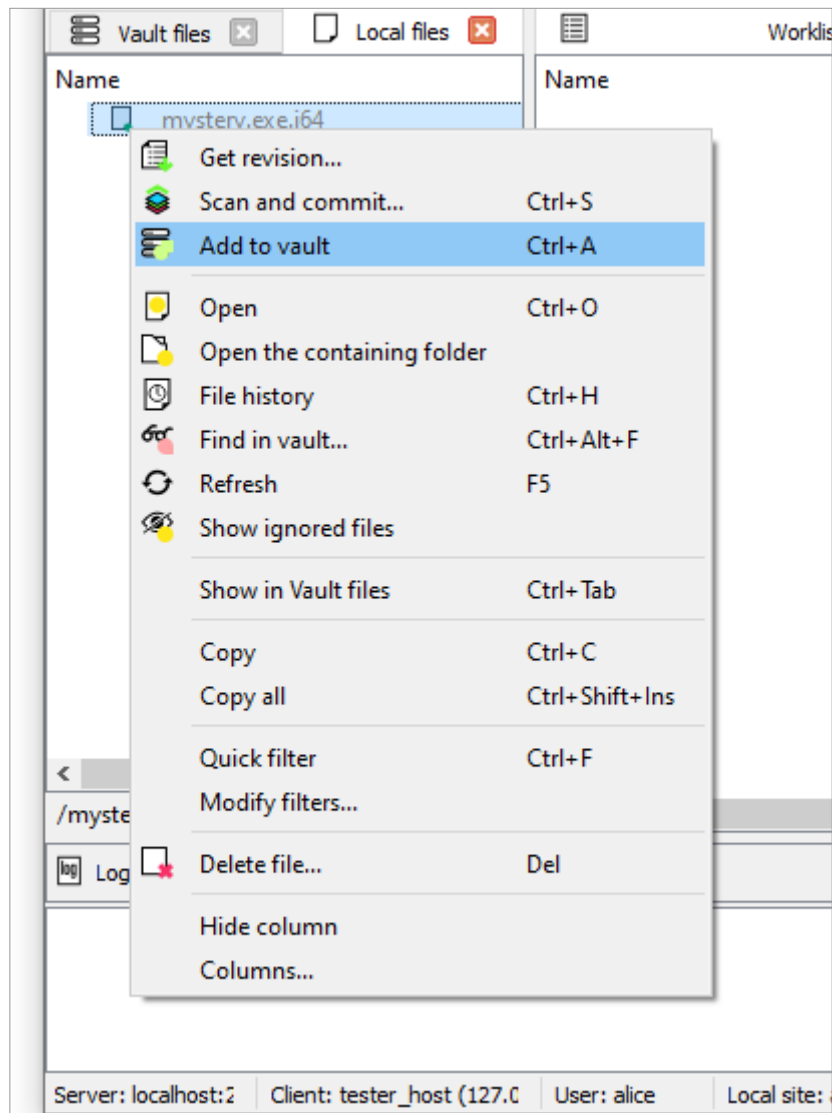 Vault files
Local files
Worklis
Name
Name
mystery.exe.i64
Get revision...
Scan and commit... Ctrl+S
Add to vault Ctrl+A
Open Ctrl+O
Open the containing folder
File history Ctrl+H
Find in vault... Ctrl+Alt+F
Refresh F5
Show ignored files
Show in Vault files Ctrl+Tab
Copy Ctrl+C
Copy all Ctrl+Shift+Ins
Quick filter Ctrl+F
Modify filters...
/myste
Delete file... Del
log Log
Hide column
Columns...
Server: localhost:2 Client: tester_host (127.0 User: alice Local site: